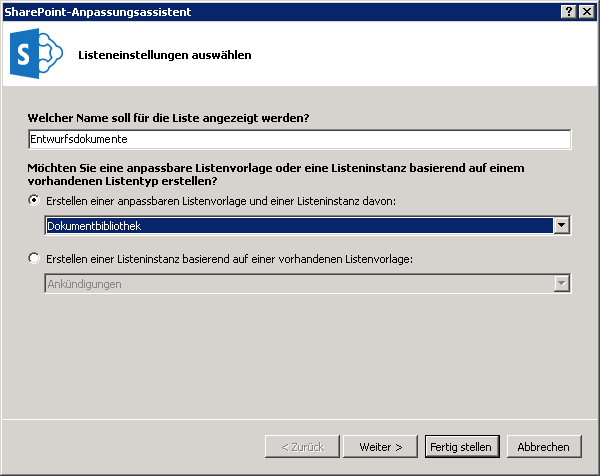 SharePoint-Anpassungsassistent
S
Listeneinstellungen auswählen
Welcher Name soll für die Liste angezeigt werden?
Entwurfsdokumente
Möchten Sie eine anpassbare Listenvorlage oder eine Listeninstanz basierend auf einem
vorhandenen Listentyp erstellen?
Erstellen einer anpassbaren Listenvorlage und einer Listeninstanz davon:
Dokumentbibliothek
Erstellen einer Listeninstanz basierend auf einer vorhandenen Listenvorlage:
Ankündigungen
< Zurück Weiter > Fertig stellen Abbrechen